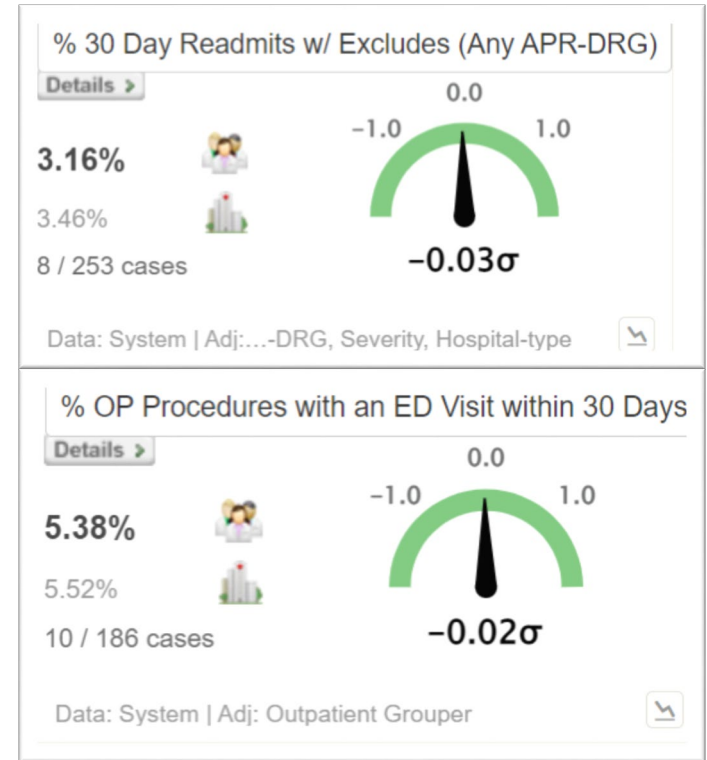 % 30 Day Readmits w/ Excludes (Any APR-DRG)
Details >
0.0
−1.0 1.0
3.16%
3.46%
−0.03σ
8 / 253 cases
Data: System | Adj:...-DRG, Severity, Hospital-type
% OP Procedures with an ED Visit within 30 Days
Details >
0.0
−1.0 1.0
5.38%
5.52%
−0.02σ
10 / 186 cases
Data: System | Adj: Outpatient Grouper